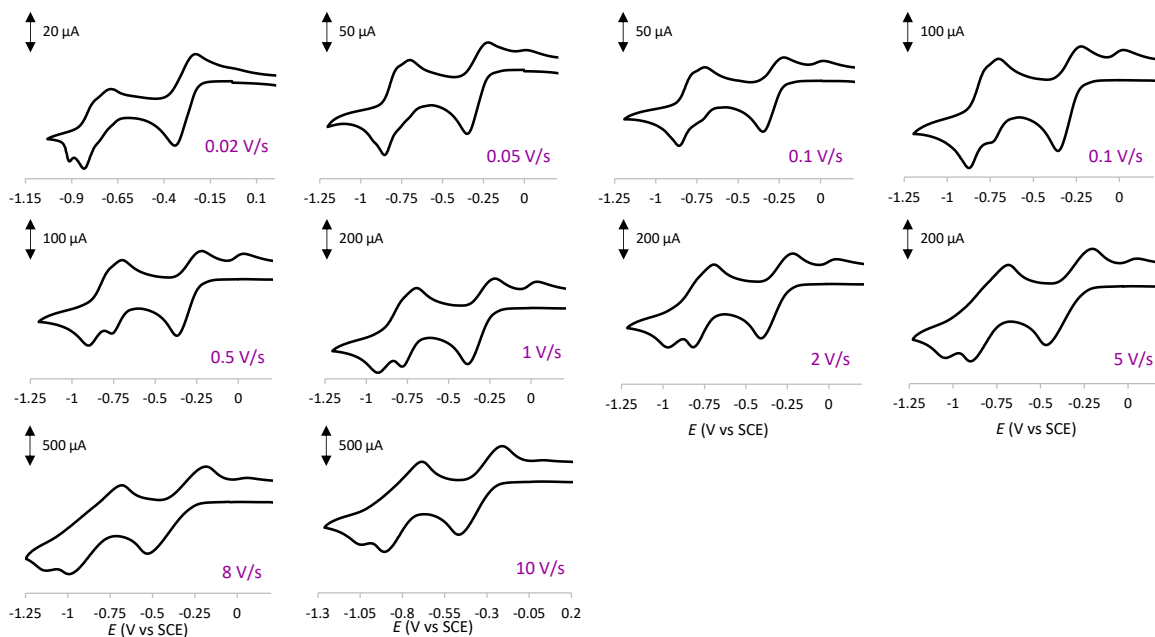 20 µA
50 µA
50 µA
100 µA
0.02 V/s
0.05 V/s
0.1 V/s
0.1 V/s
-1.15 -0.9 -0.65 -0.4 -0.15 0.1
-1.25 -1 -0.75 -0.5 -0.25 0
-1.25 -1 -0.75 -0.5 -0.25 0
-1.25 -1 -0.75 -0.5 -0.25 0
100 µA
200 µA
200 µA
200 µA
0.5 V/s
1 V/s
2 V/s
5 V/s
-1.25 -1 -0.75 -0.5 -0.25 0
-1.25 -1 -0.75 -0.5 -0.25 0
-1.25 -1 -0.75 -0.5 -0.25 0
-1.25 -1 -0.75 -0.5 -0.25 0
E (V vs SCE)
E (V vs SCE)
500 µA
500 µA
8 V/s
10 V/s
-1.25 -1 -0.75 -0.5 -0.25 0
-1.3 -1.05 -0.8 -0.55 -0.3 -0.05 0.2
E (V vs SCE)
E (V vs SCE)